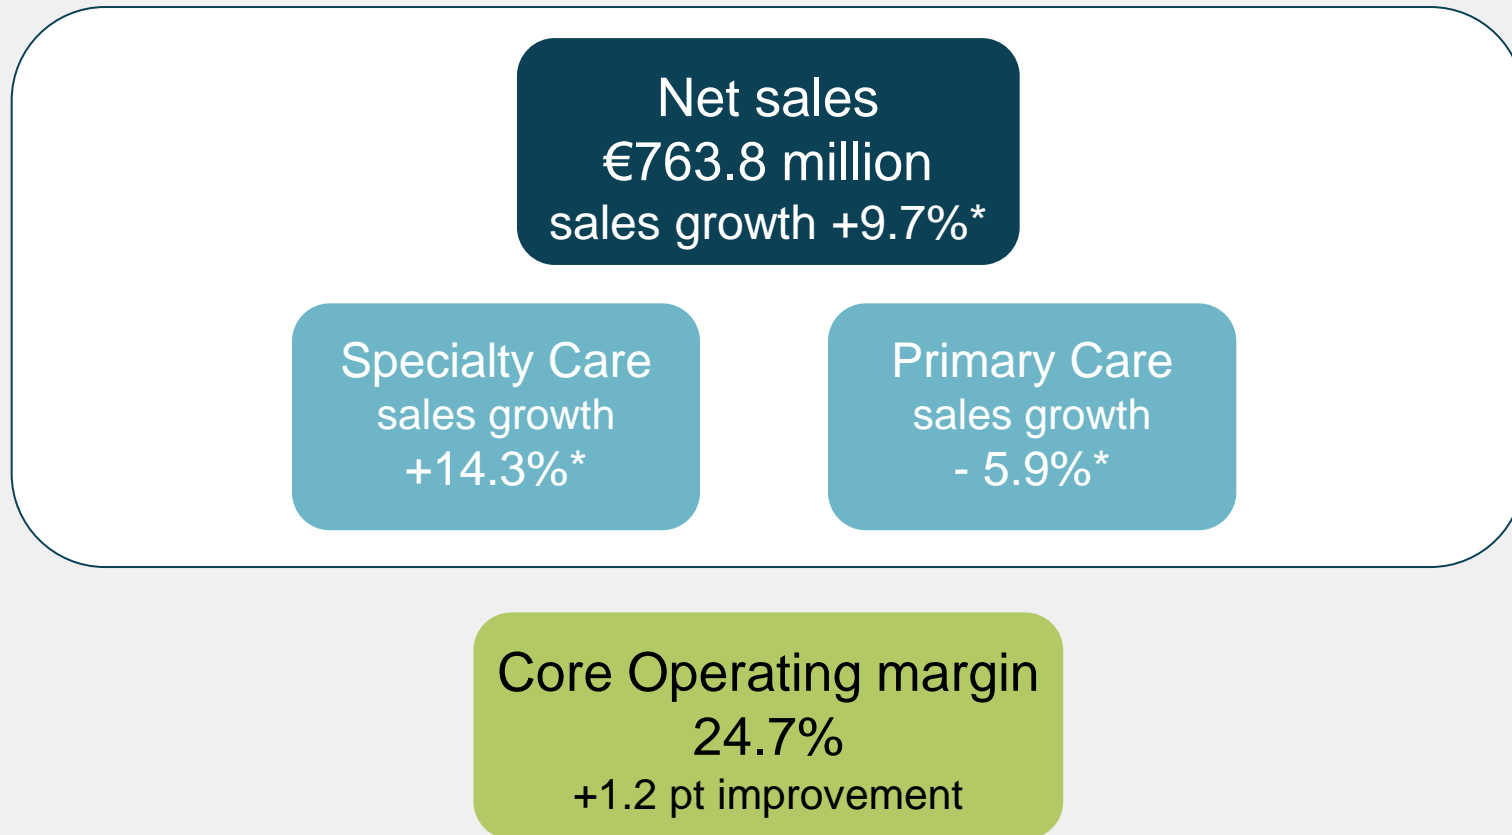 Net sales
€763.8 million
sales growth +9.7%*
Specialty Care
sales growth
+14.3%*
Primary Care
sales growth
- 5.9%*
Core Operating margin
24.7%
+1.2 pt improvement